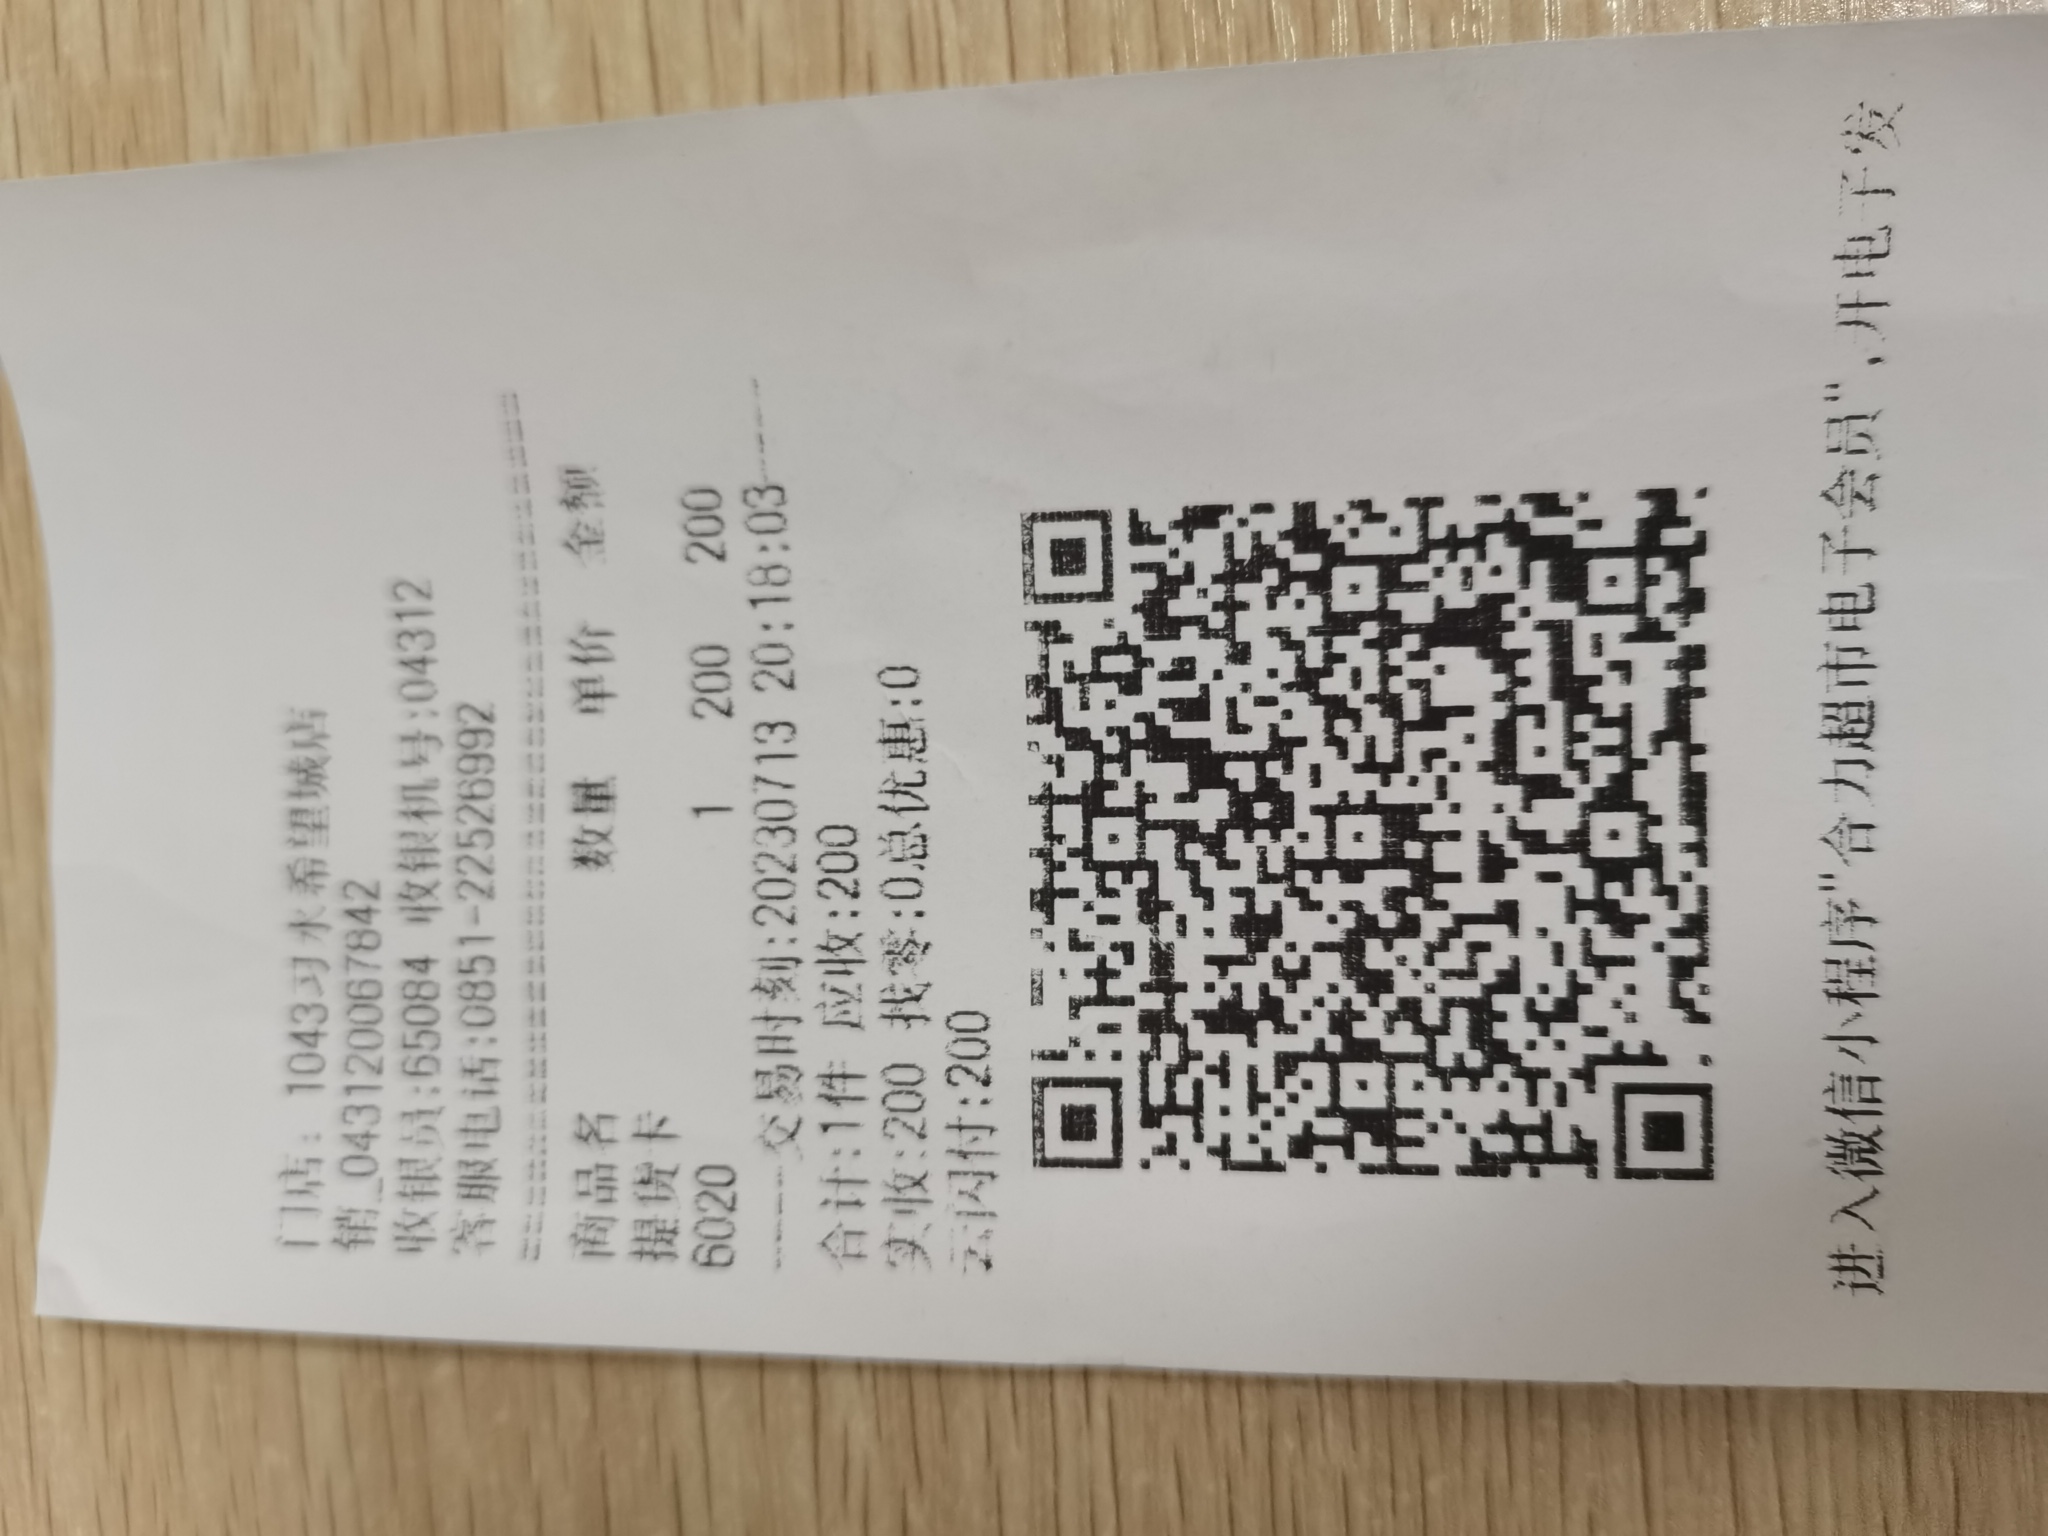 门店: 1043习水希望城店
销_04312006​7842
收银员:65084 收银机号:04312
客服电话:0851-22526992
商品名 数量 单价 金额
提货卡
6020 1 200 200
-----交易时刻:20230713 20:18:03-----
合计:1件 应收:200
实收:200 找零:0总优惠:0
云闪付:200
进入微信小程序"合力超市电子会员",开电子发